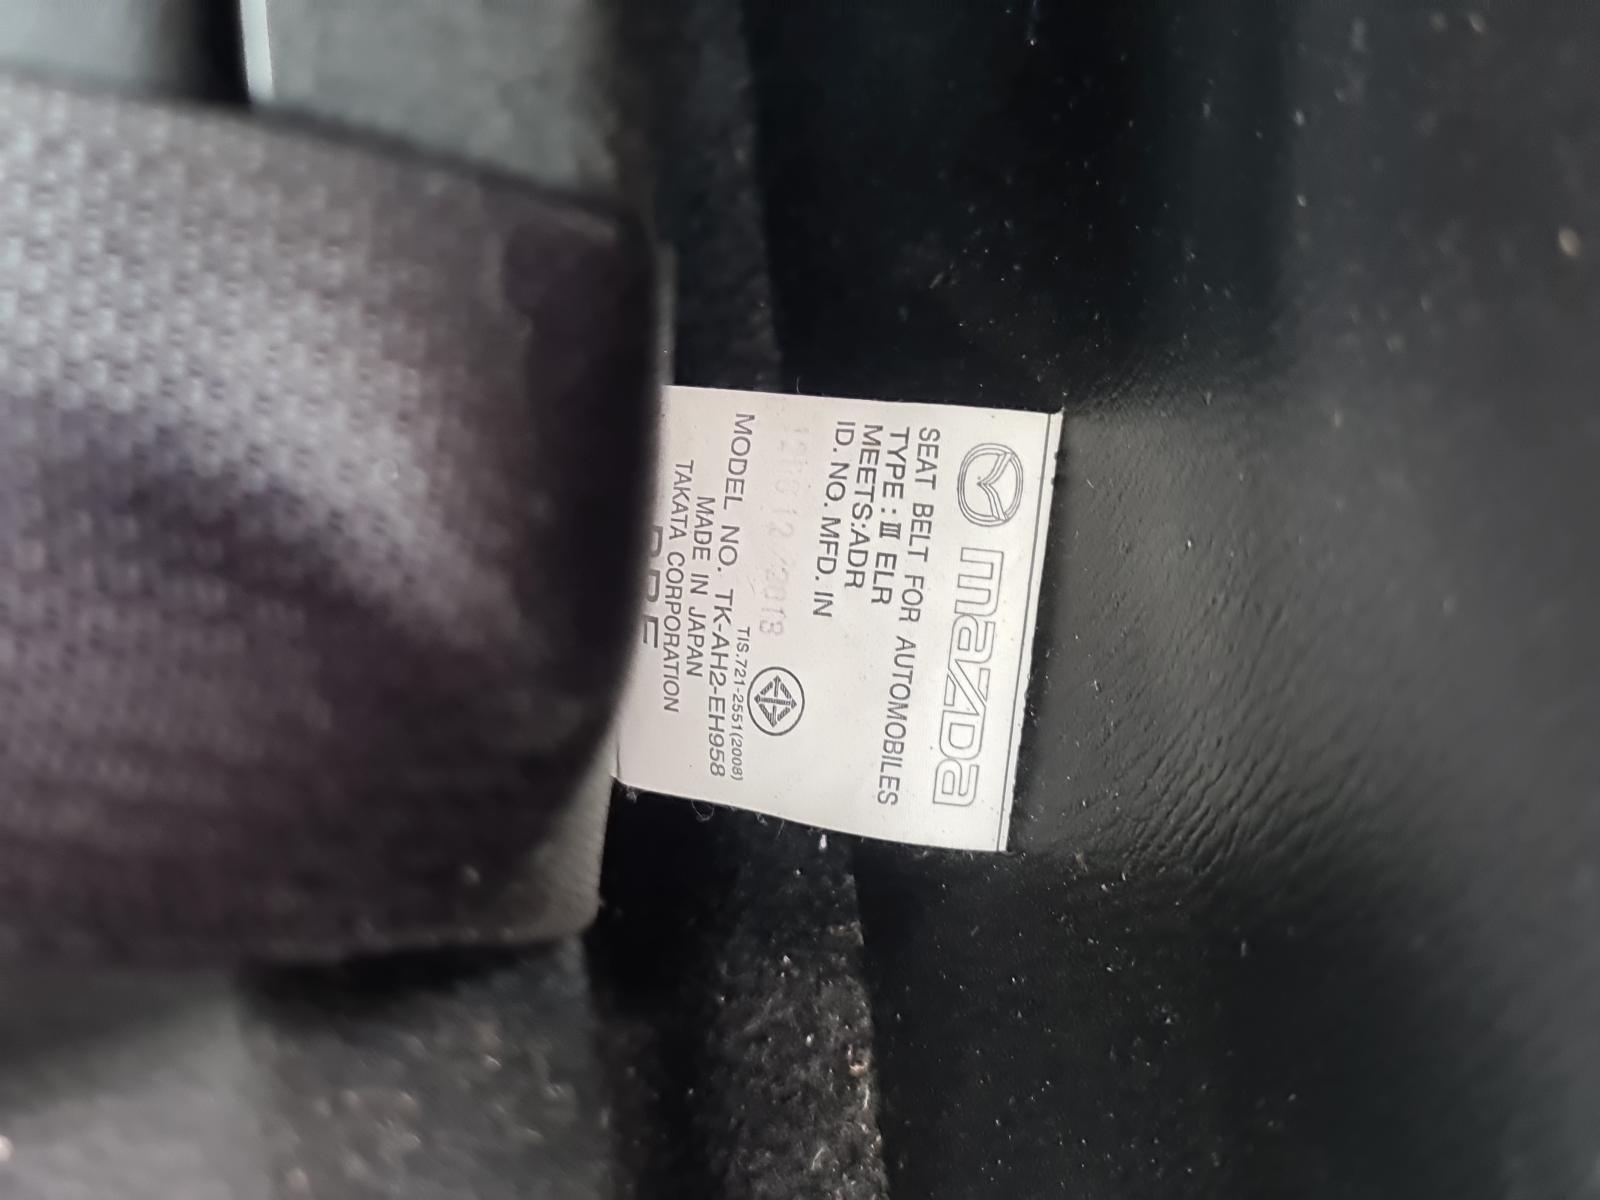 mazda
SEAT BELT FOR AUTOMOBILES
TYPE : Ⅲ ELR
MEETS:ADR
ID. NO. MFD. IN
12/2013
TIS.721-2551(2008)
MODEL NO. TK-AH2-EH958
MADE IN JAPAN
TAKATA CORPORATION